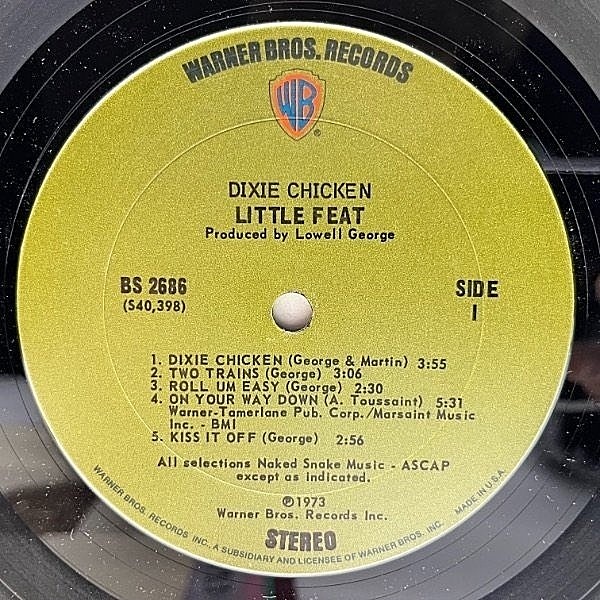 WARNER BROS. RECORDS
WB
®
DIXIE CHICKEN
LITTLE FEAT
Produced by Lowell George
BS 2686
(S40,398)
SIDE
1
1. DIXIE CHICKEN (George & Martin) 3:55
2. TWO TRAINS (George) 3:06
3. ROLL UM EASY (George) 2:30
4. ON YOUR WAY DOWN (A. Toussaint) 5:31
Warner-Tamerlane Pub. Corp./Marsaint Music
Inc. - BMI
5. KISS IT OFF (George) 2:56
All selections Naked Snake Music - ASCAP
except as indicated.
℗1973
Warner Bros. Records Inc.
STEREO
WARNER BROS. RECORDS INC. A SUBSIDIARY AND LICENSEE OF WARNER BROS. INC. MADE IN U.S.A.